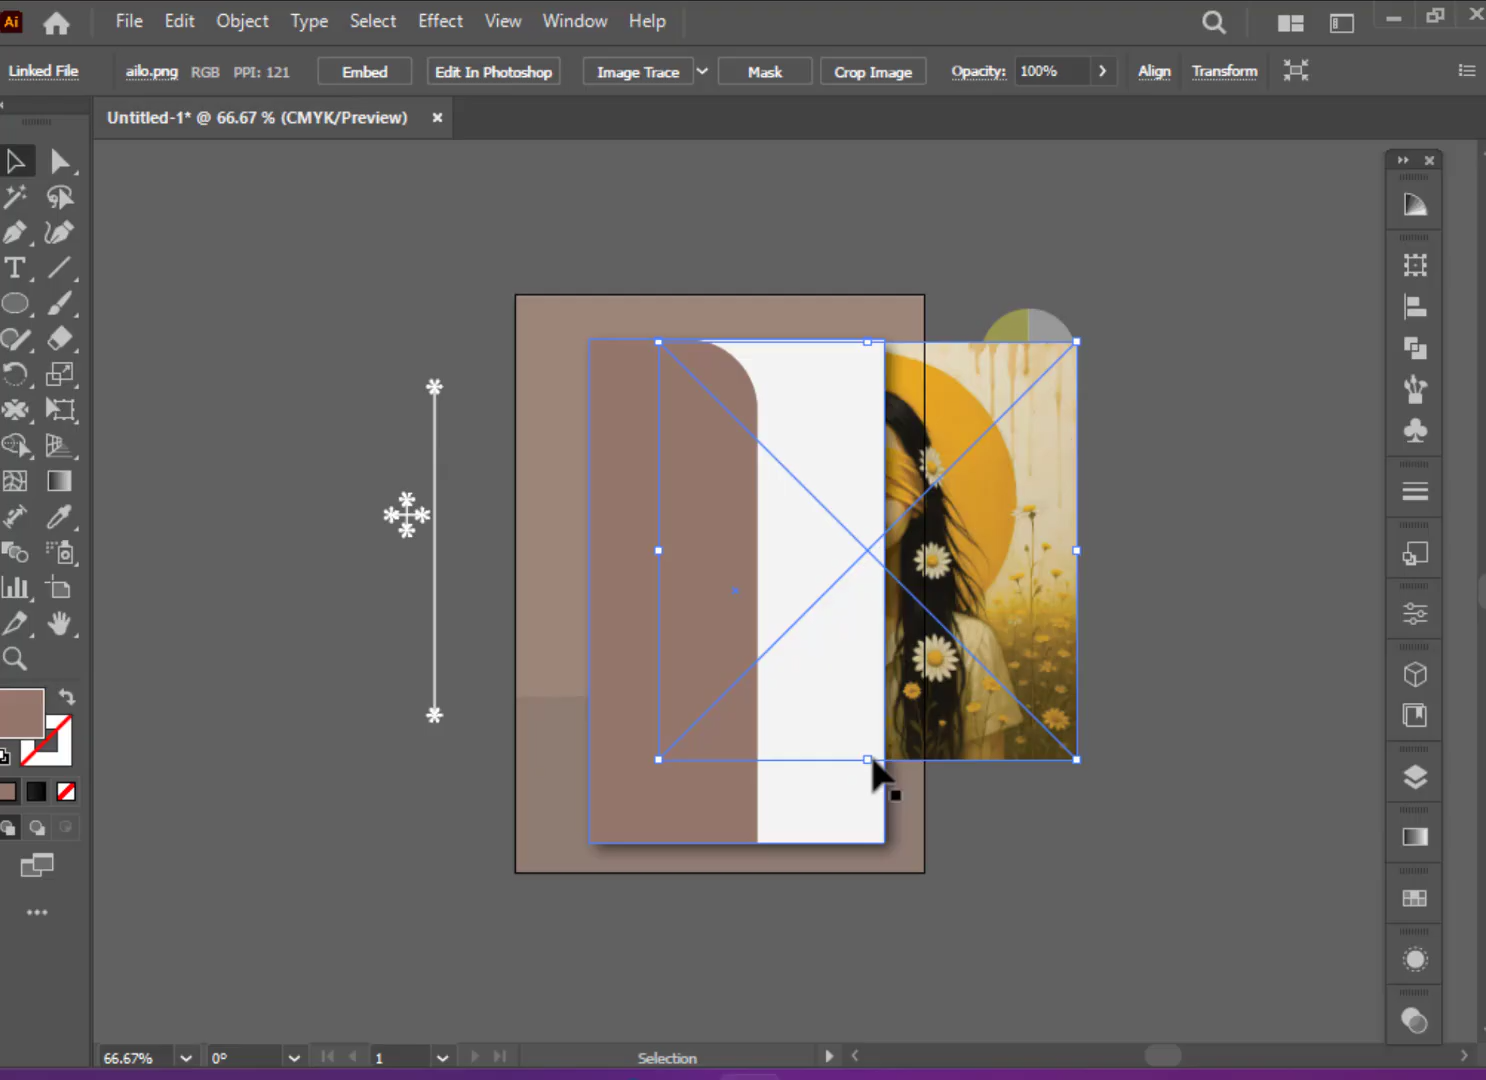 Ai File Edit Object Type Select Effect View Window Help
Linked File ailo.png RGB PPI: 121 Embed Edit In Photoshop Image Trace Mask Crop Image Opacity: 100% Align Transform
Untitled-1* @ 66.67 % (CMYK/Preview)
66.67% 0° 1 Selection